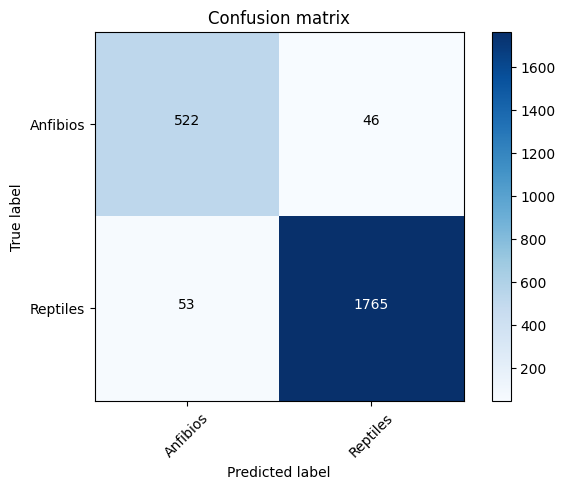 Confusion matrix
True label
Anfibios
Reptiles
522
46
53
1765
Anfibios
Reptiles
Predicted label
1600
1400
1200
1000
800
600
400
200